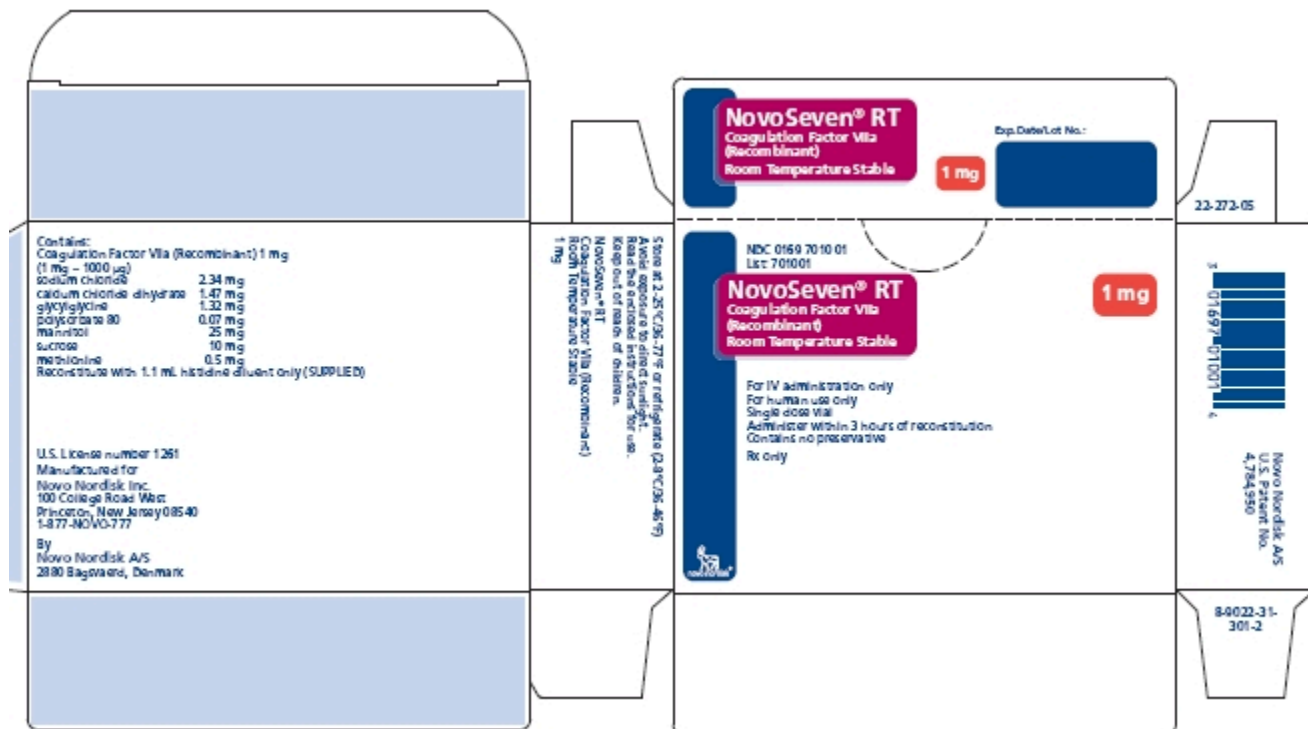 NovoSeven® RT
Coagulation Factor VIIa
(Recombinant)
Room Temperature Stable
1 mg
Exp.Date/Lot No.:
22-272-05
Contains:
Coagulation Factor VIIa (Recombinant) 1 mg
(1 mg – 1000 µg)
sodium chloride 2.34 mg
calcium chloride dihydrate 1.47 mg
glycylglycine 1.32 mg
polysorbate 80 0.07 mg
mannitol 25 mg
sucrose 10 mg
methionine 0.5 mg
Reconstitute with 1.1 mL histidine diluent only (SUPPLIED)
U.S. License number 1261
Manufactured for
Novo Nordisk Inc.
100 College Road West
Princeton, New Jersey 08540
1-877-NOVO-777
By
Novo Nordisk A/S
2880 Bagsvaerd, Denmark
Store at 2-25°C/36-77°F or refrigerate (2-8°C/36-46°F)
Avoid exposure to direct sunlight.
Read the enclosed instructions for use.
Keep out of reach of children.
NovoSeven® RT
Coagulation Factor VIIa (Recombinant)
Room Temperature Stable
1 mg
NDC 0169 7010 01
List: 701001
NovoSeven® RT
Coagulation Factor VIIa
(Recombinant)
Room Temperature Stable
1 mg
For IV administration only
For human use only
Single dose vial
Administer within 3 hours of reconstitution
Contains no preservative
Rx only
novo nordisk®
3 01697 01001 4
Novo Nordisk A/S
U.S. Patent No.
4,784,950
8-9022-31-
301-2